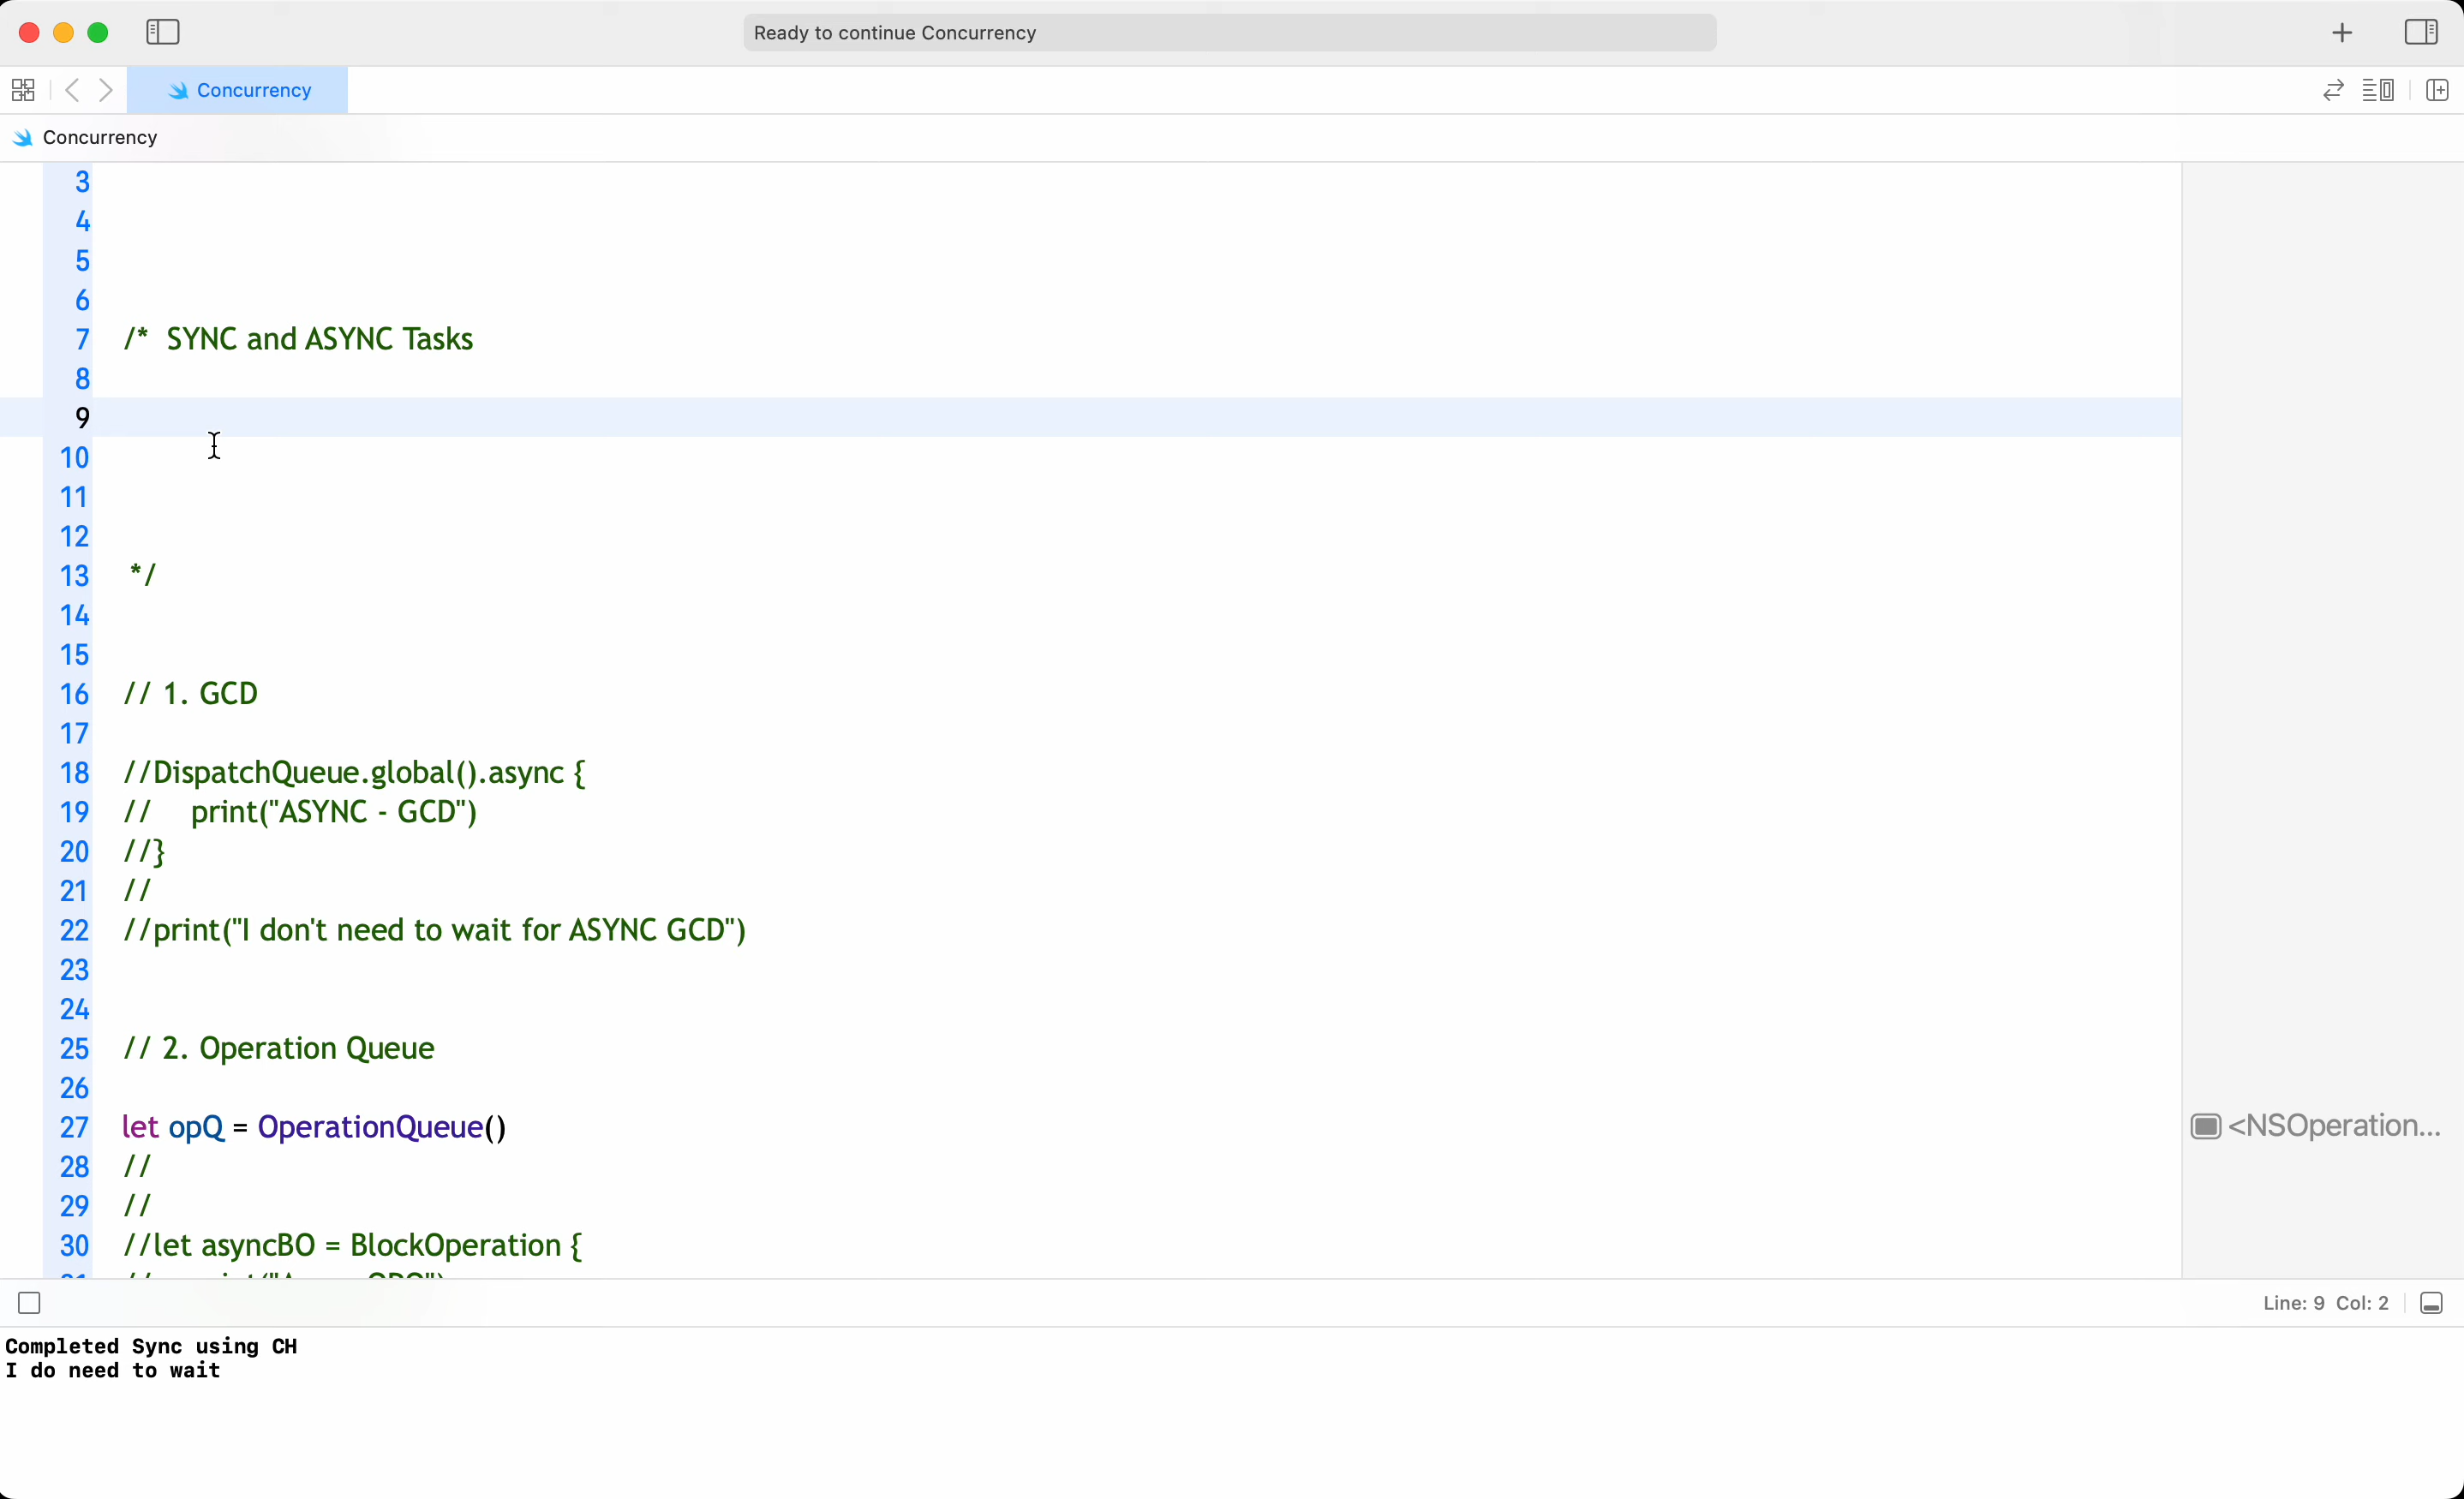 Ready to continue Concurrency
Concurrency
Concurrency
3
4
5
6
7 /* SYNC and ASYNC Tasks
8
9
10
11
12
13 */
14
15
16 // 1. GCD
17
18 //DispatchQueue.global().async {
19 // print("ASYNC - GCD")
20 //}
21 //
22 //print("I don't need to wait for ASYNC GCD")
23
24
25 // 2. Operation Queue
26
27 let opQ = OperationQueue() <NSOperation...
28 //
29 //
30 //let asyncBO = BlockOperation {
Line: 9 Col: 2
Completed Sync using CH
I do need to wait